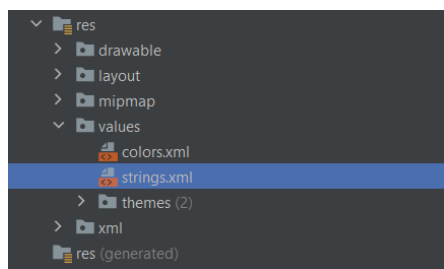 res
drawable
layout
mipmap
values
colors.xml
strings.xml
themes (2)
xml
res (generated)